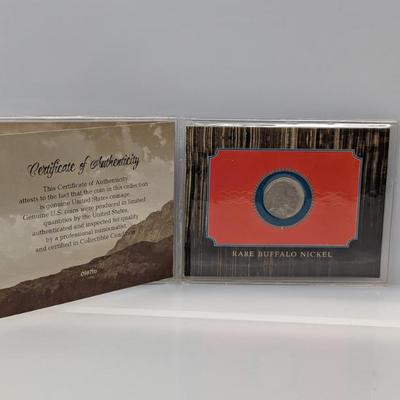 Certificate of Authenticity
This Certificate of Authenticity
attests to the fact that the coin in this collection
is genuine United States coinage.
Genuine U.S. coins were produced in limited
quantities by the United States,
authenticated and inspected for quality
by a professional numismatist,
and certified in Collectible Condition
RARE BUFFALO NICKEL